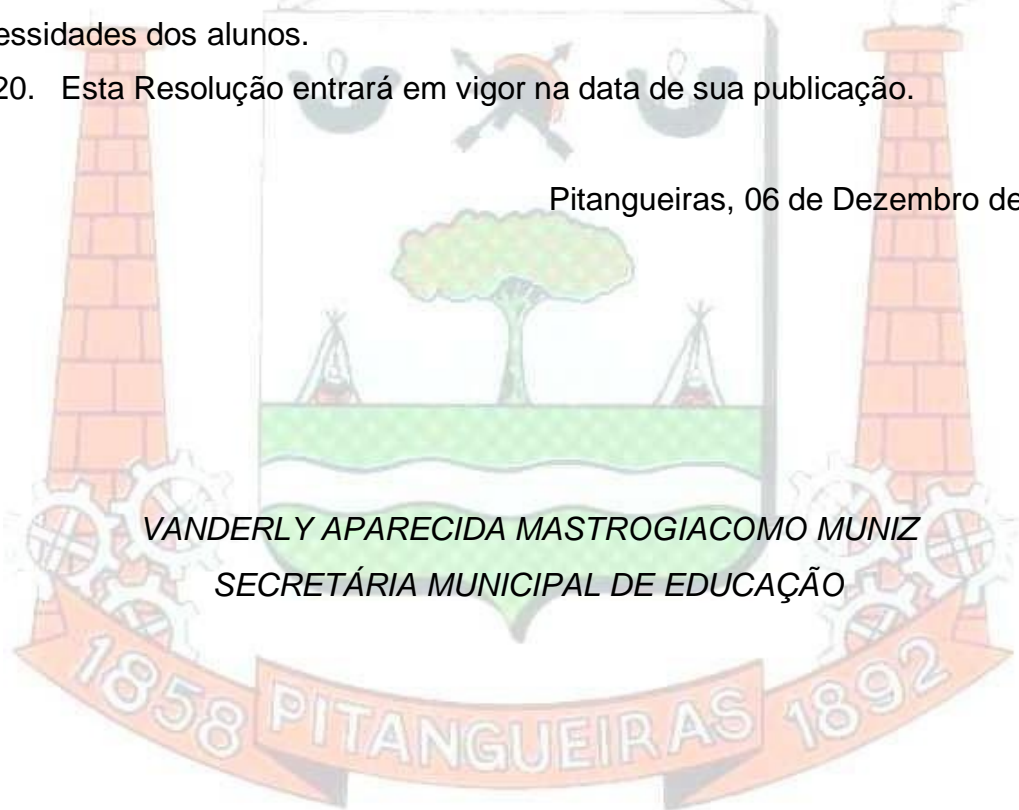 essidades dos alunos.
20. Esta Resolução entrará em vigor na data de sua publicação.
Pitangueiras, 06 de Dezembro de
VANDERLY APARECIDA MASTROGIACOMO MUNIZ
SECRETÁRIA MUNICIPAL DE EDUCAÇÃO
1858 PITANGUEIRAS 1892